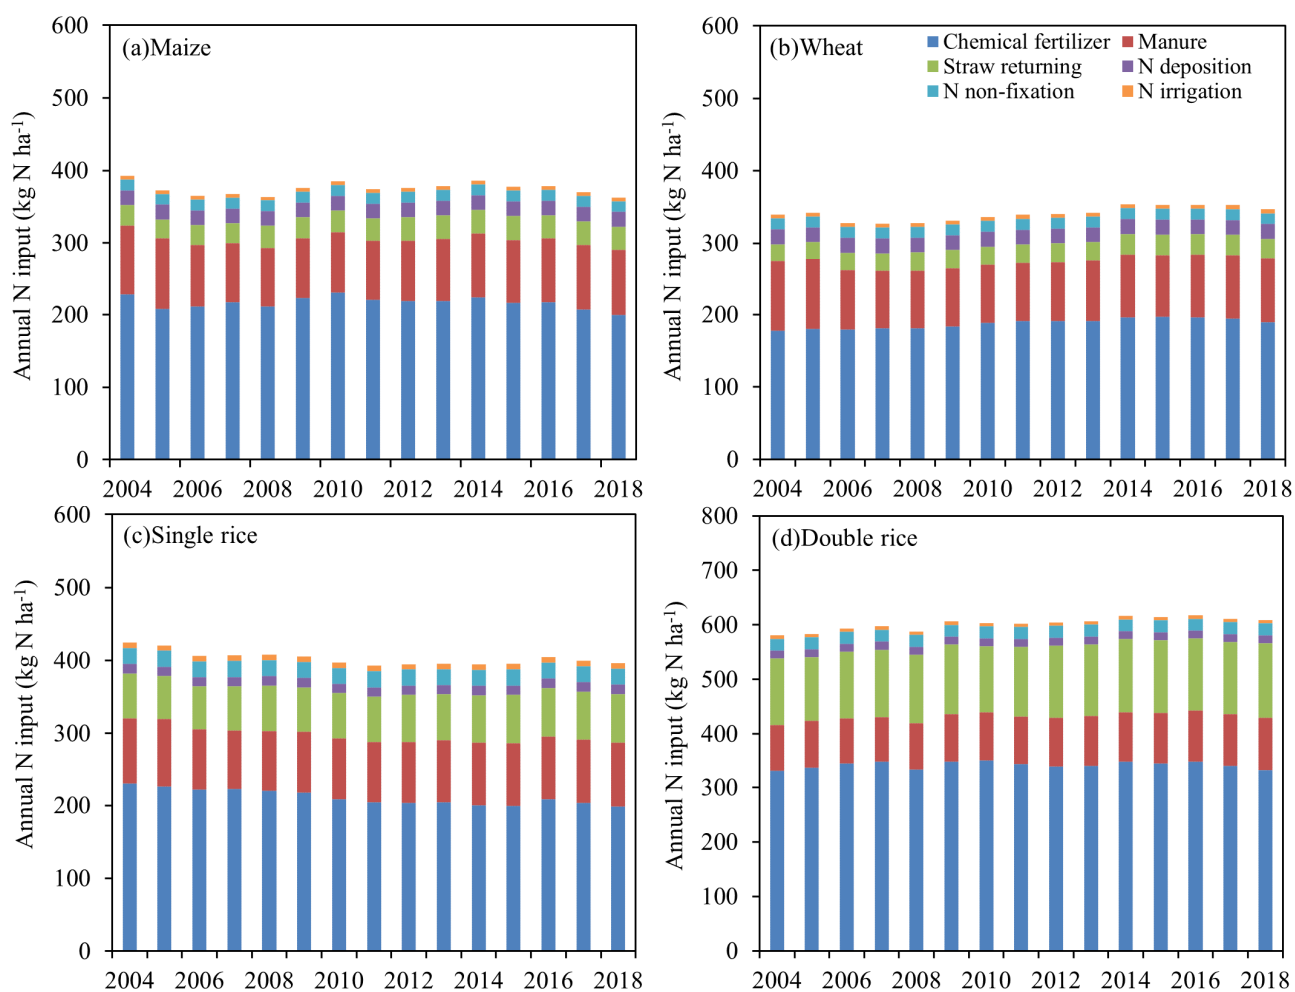 (a)Maize
600
500
400
300
200
100
0
Annual N input (kg N ha-1)
2004 2006 2008 2010 2012 2014 2016 2018
(b)Wheat
Chemical fertilizer Manure
Straw returning N deposition
N non-fixation N irrigation
600
500
400
300
200
100
0
Annual N input (kg N ha-1)
2004 2006 2008 2010 2012 2014 2016 2018
(c)Single rice
600
500
400
300
200
100
0
Annual N input (kg N ha-1)
2004 2006 2008 2010 2012 2014 2016 2018
(d)Double rice
800
700
600
500
400
300
200
100
0
Annual N input (kg N ha-1)
2004 2006 2008 2010 2012 2014 2016 2018